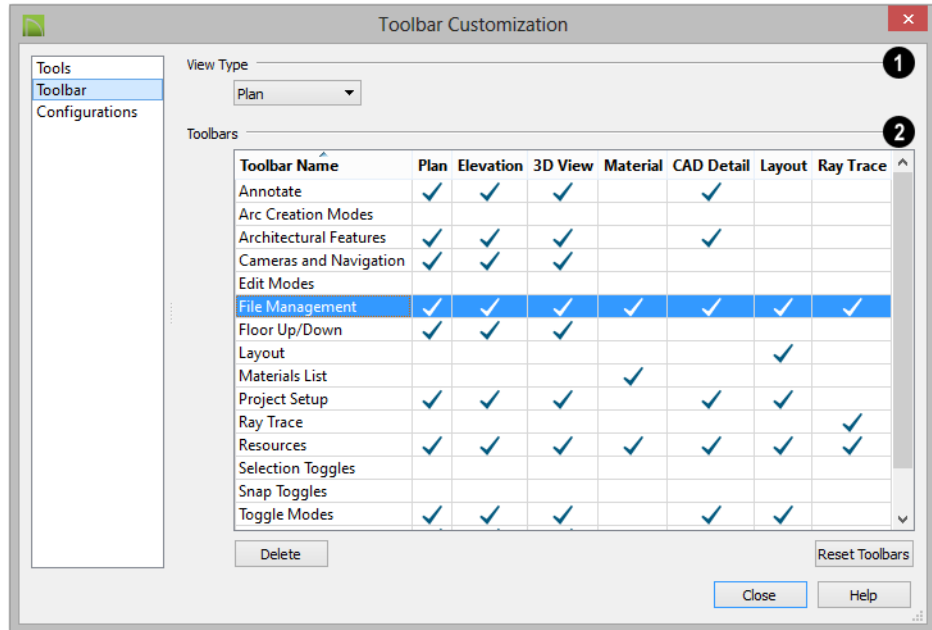 Toolbar Customization
Tools
Toolbar
Configurations
View Type
1
Plan
Toolbars
2
Toolbar Name Plan Elevation 3D View Material CAD Detail Layout Ray Trace
Annotate
Arc Creation Modes
Architectural Features
Cameras and Navigation
Edit Modes
File Management
Floor Up/Down
Layout
Materials List
Project Setup
Ray Trace
Resources
Selection Toggles
Snap Toggles
Toggle Modes
Delete
Reset Toolbars
Close
Help